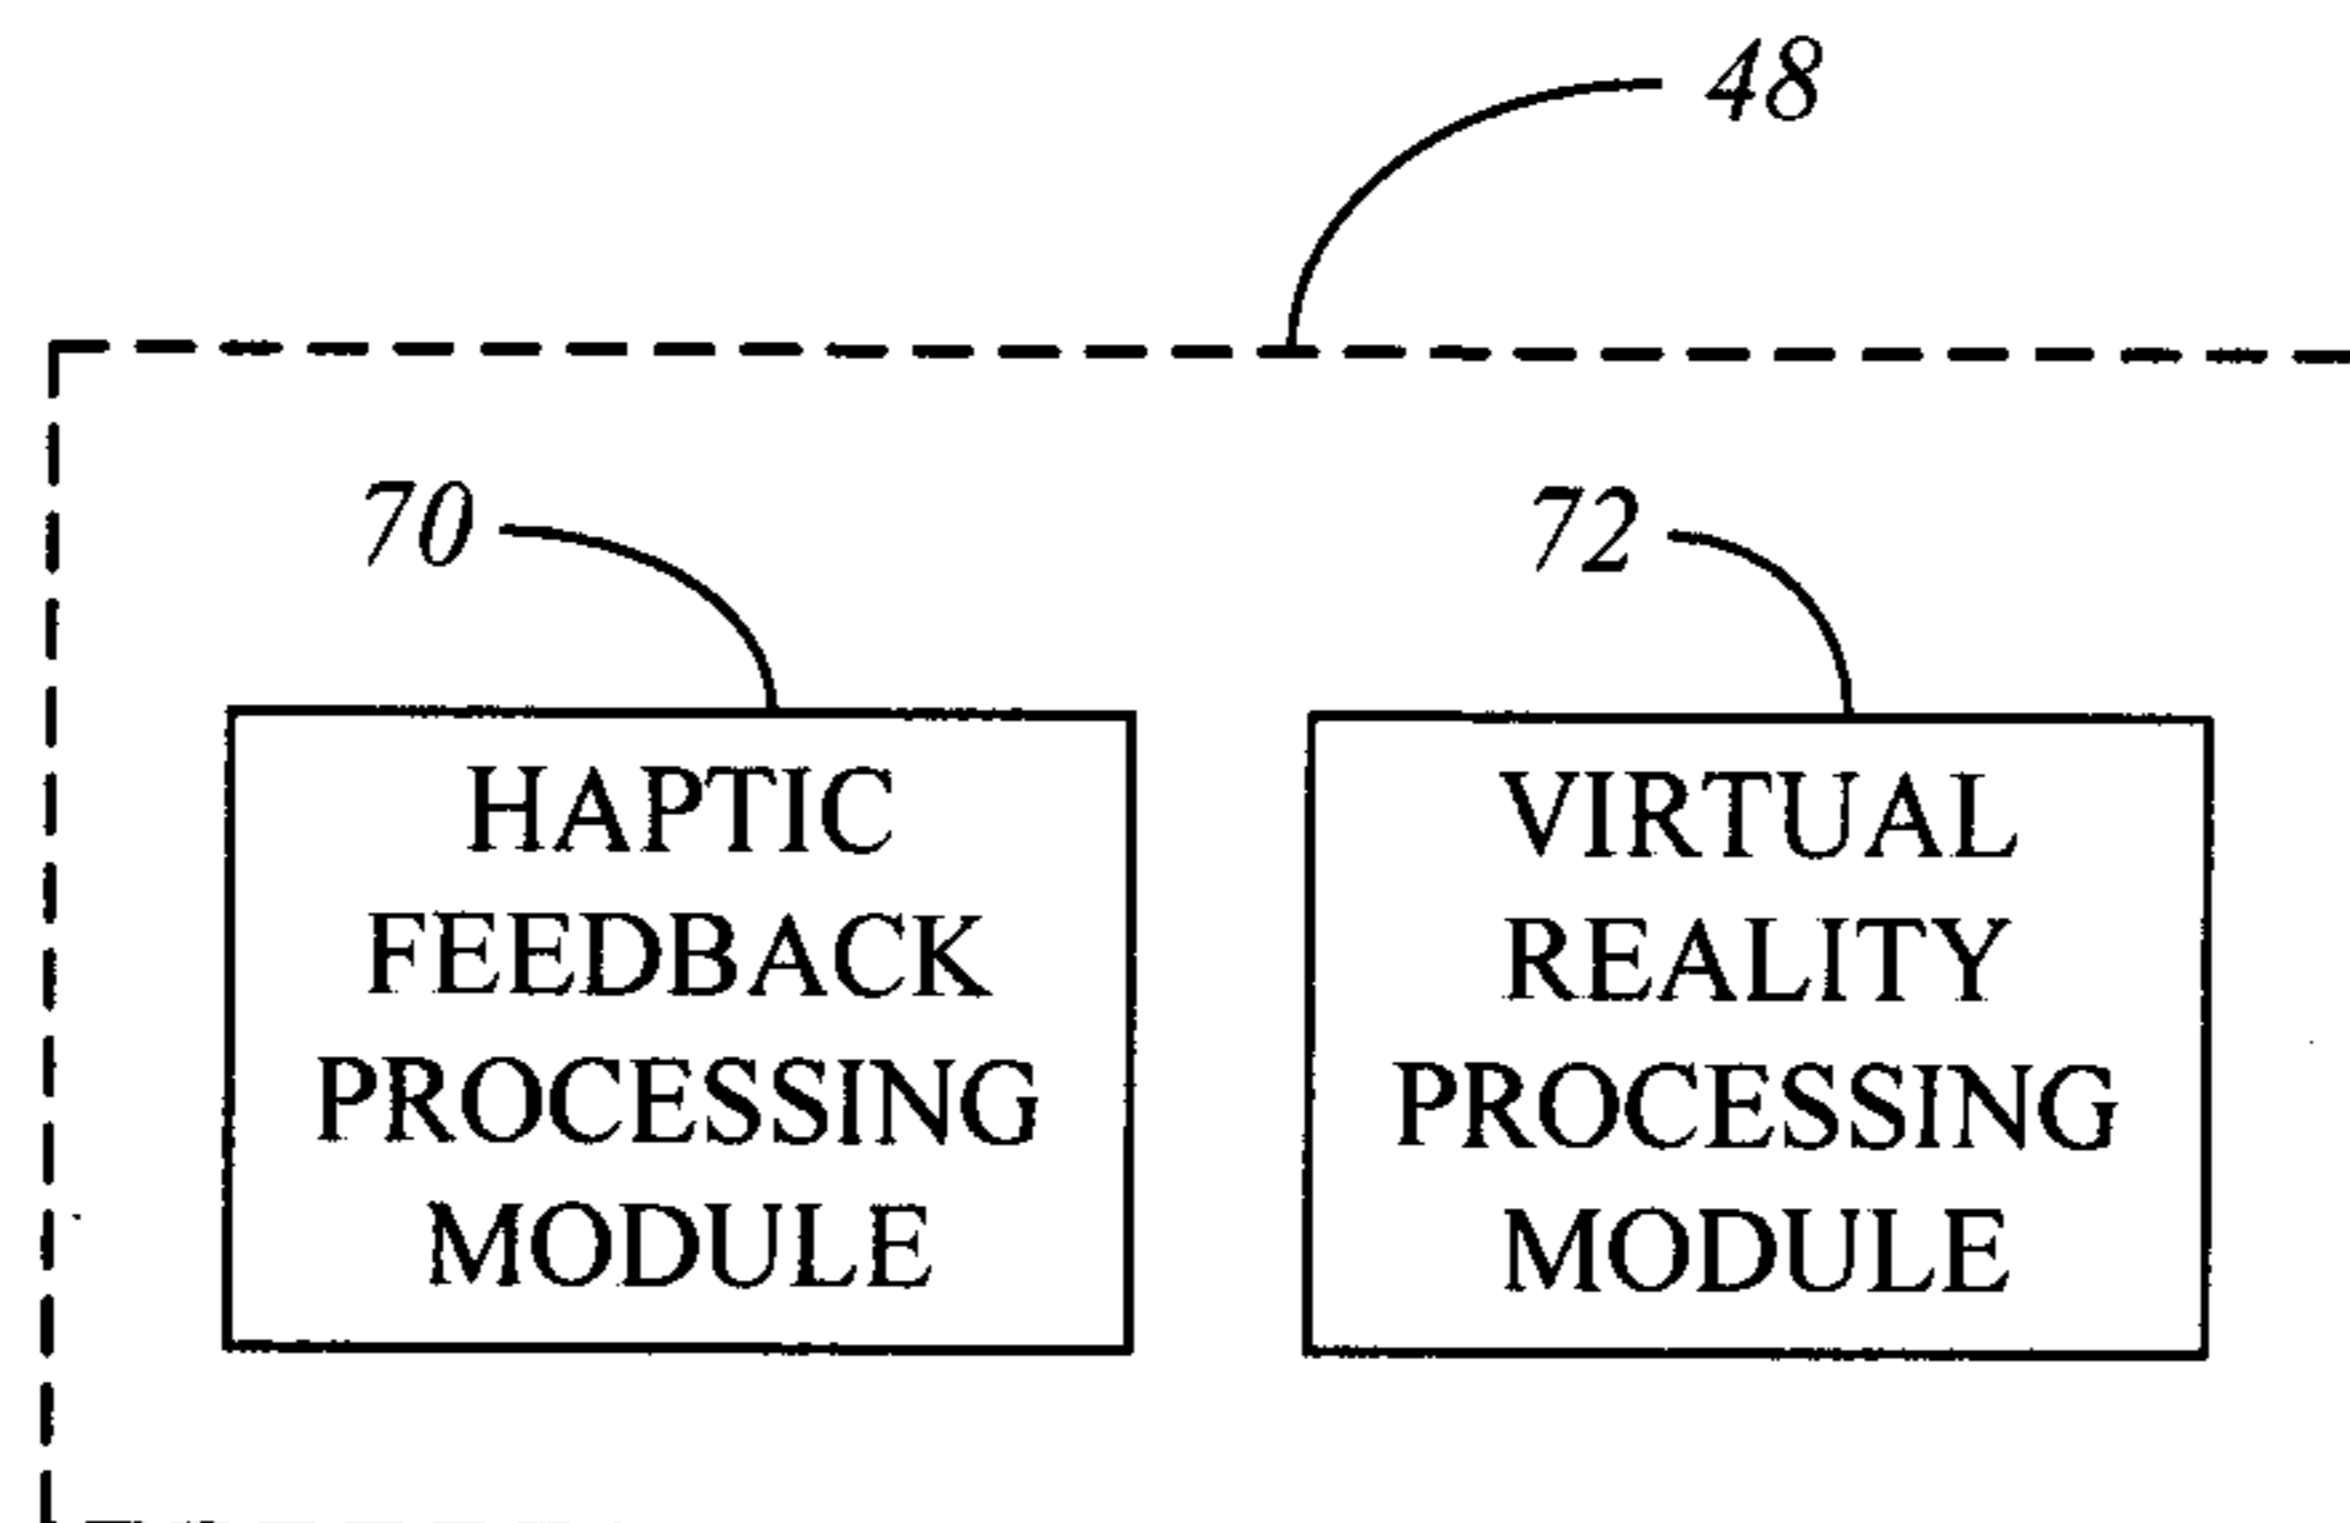 48
70
72
HAPTIC
FEEDBACK
PROCESSING
MODULE
VIRTUAL
REALITY
PROCESSING
MODULE